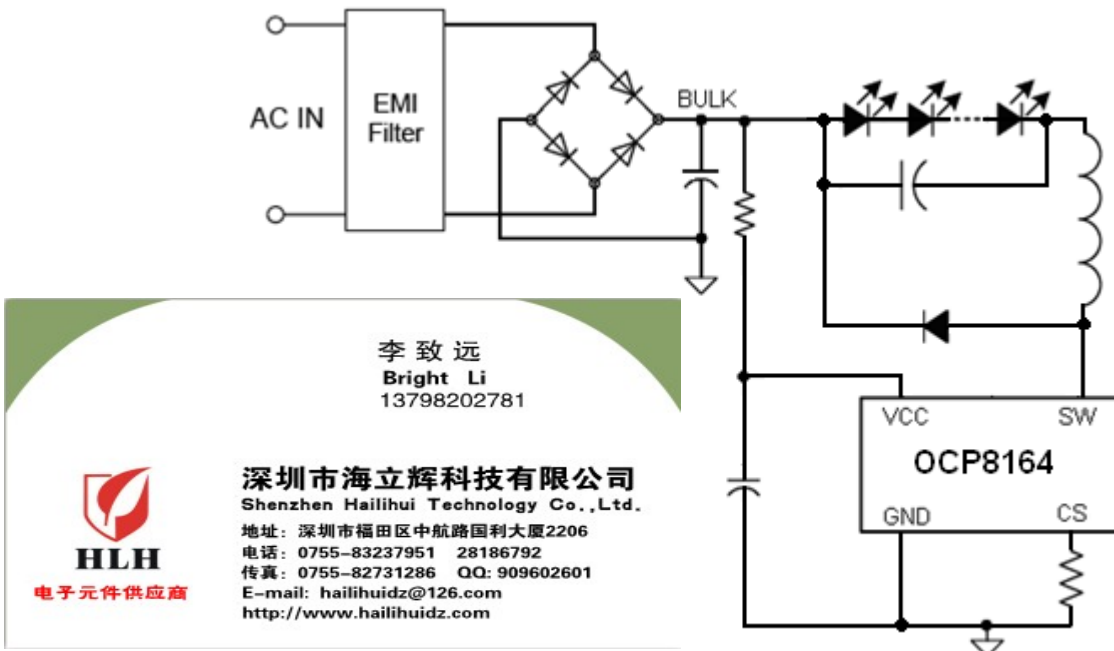 AC IN
EMI
Filter
BULK
VCC
SW
OCP8164
GND
CS
李致远
Bright Li
13798202781
深圳市海立辉科技有限公司
Shenzhen Hailihui Technology Co.,Ltd.
地址：深圳市福田区中航路国利大厦2206
电话：0755-83237951 28186792
传真：0755-82731286 QQ: 909602601
E-mail: hailihuidz@126.com
http://www.hailihuidz.com
HLH
电子元件供应商